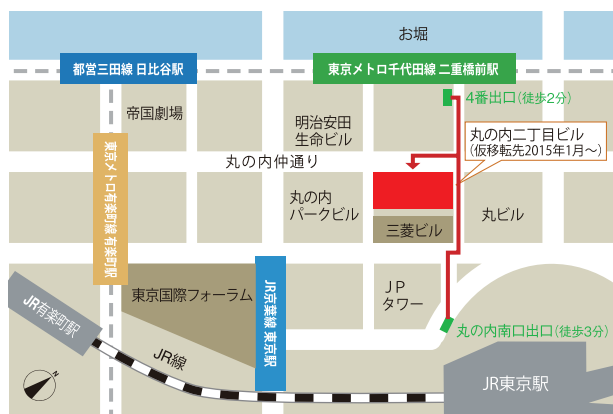 お堀
都営三田線 日比谷駅
東京メトロ千代田線 二重橋前駅
4番出口(徒歩2分)
帝国劇場
明治安田
生命ビル
丸の内二丁目ビル
(仮移転先2015年1月〜)
東京メトロ有楽町線 有楽町駅
丸の内仲通り
丸の内
パークビル
三菱ビル
丸ビル
東京国際フォーラム
JR京葉線 東京駅
JP
タワー
JR有楽町駅
丸の内南口出口(徒歩3分)
JR線
JR東京駅
N